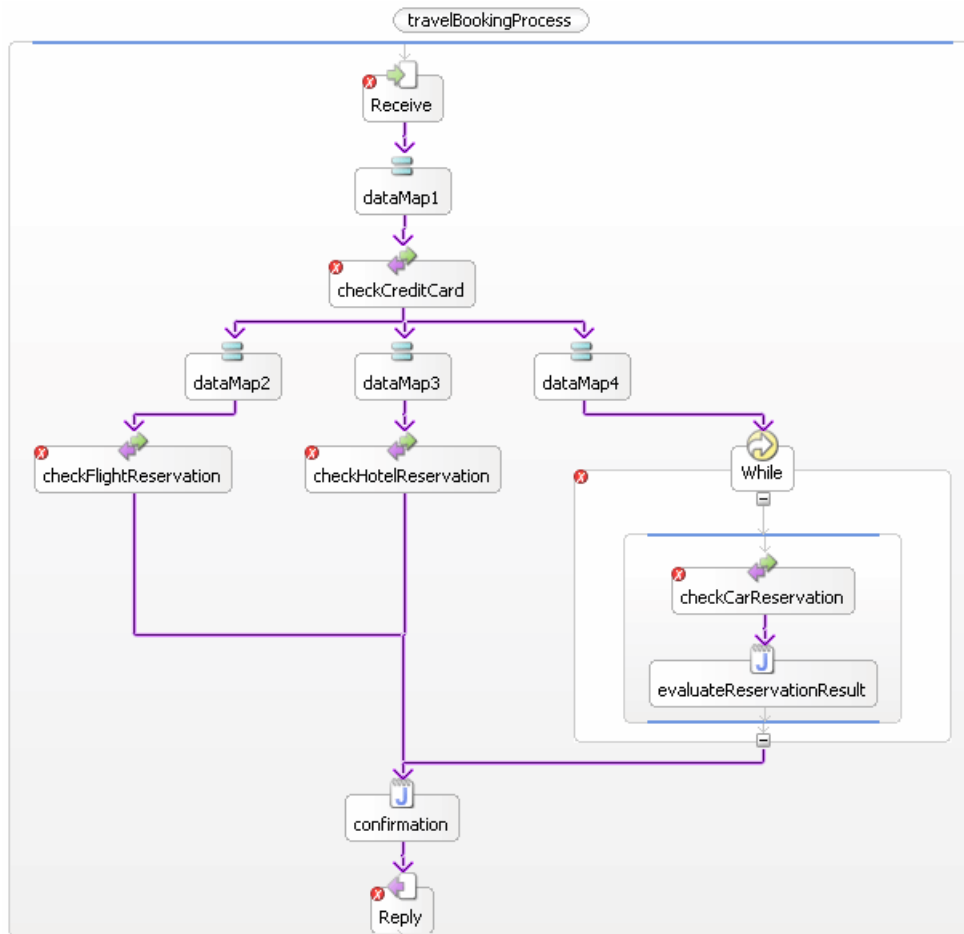 travelBookingProcess
Receive
dataMap1
checkCreditCard
dataMap2
dataMap3
dataMap4
checkFlightReservation
checkHotelReservation
While
checkCarReservation
evaluateReservationResult
confirmation
Reply